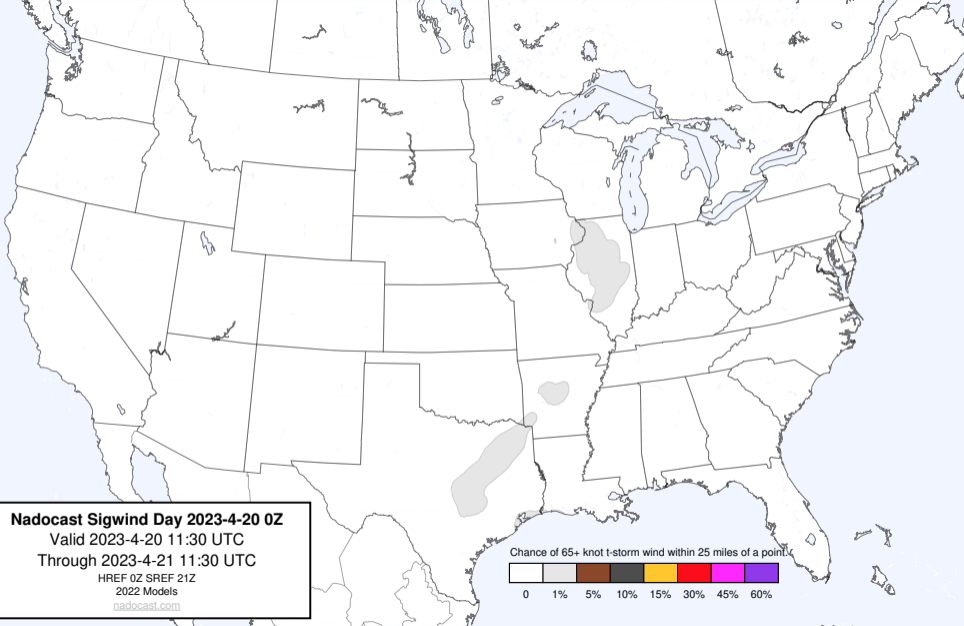 Nadocast Sigwind Day 2023-4-20 0Z
Valid 2023-4-20 11:30 UTC
Through 2023-4-21 11:30 UTC
HREF 0Z SREF 21Z
2022 Models
nadocast.com
Chance of 65+ knot t-storm wind within 25 miles of a point.
0 1% 5% 10% 15% 30% 45% 60%